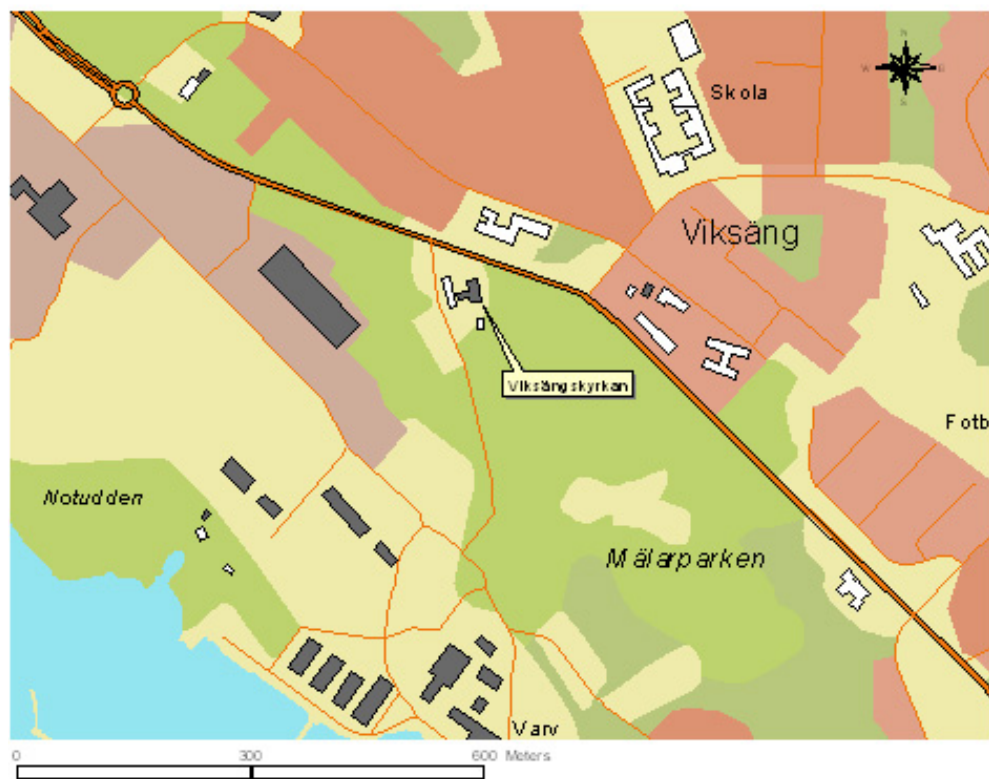 N
W
E
S
Skola
Viksäng
Viksängskyrkan
Fotb
Notudden
Mälarparken
Varv
0 300 600 Meters